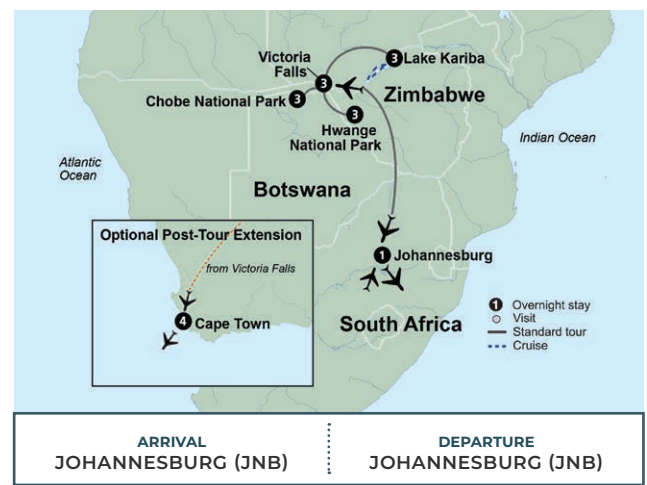 Victoria
Falls
3
3
Lake Kariba
Chobe National Park
3
Zimbabwe
3
Hwange
National Park
Indian Ocean
Atlantic
Ocean
Botswana
Optional Post-Tour Extension
from Victoria Falls
1
Johannesburg
4
Cape Town
South Africa
1
Overnight stay
Visit
Standard tour
Cruise
ARRIVAL
JOHANNESBURG (JNB)
DEPARTURE
JOHANNESBURG (JNB)